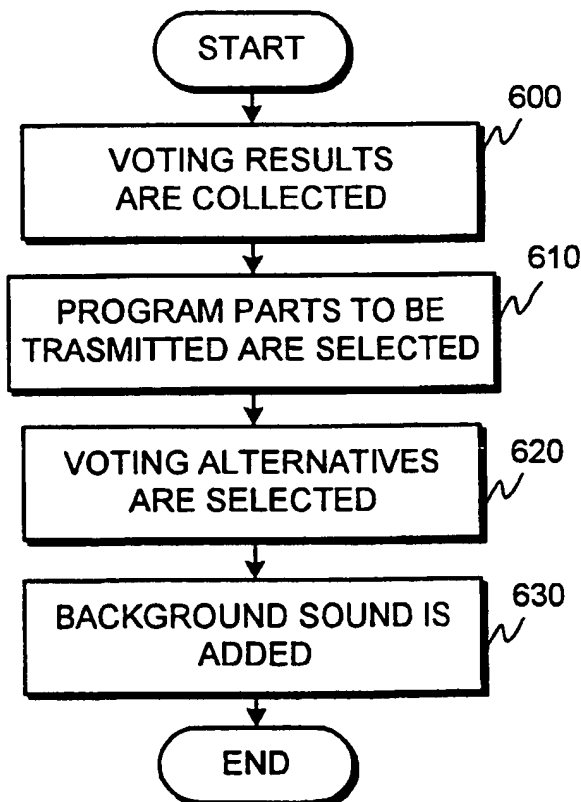 START
600
VOTING RESULTS
ARE COLLECTED
610
PROGRAM PARTS TO BE
TRASMITTED ARE SELECTED
620
VOTING ALTERNATIVES
ARE SELECTED
630
BACKGROUND SOUND IS
ADDED
END